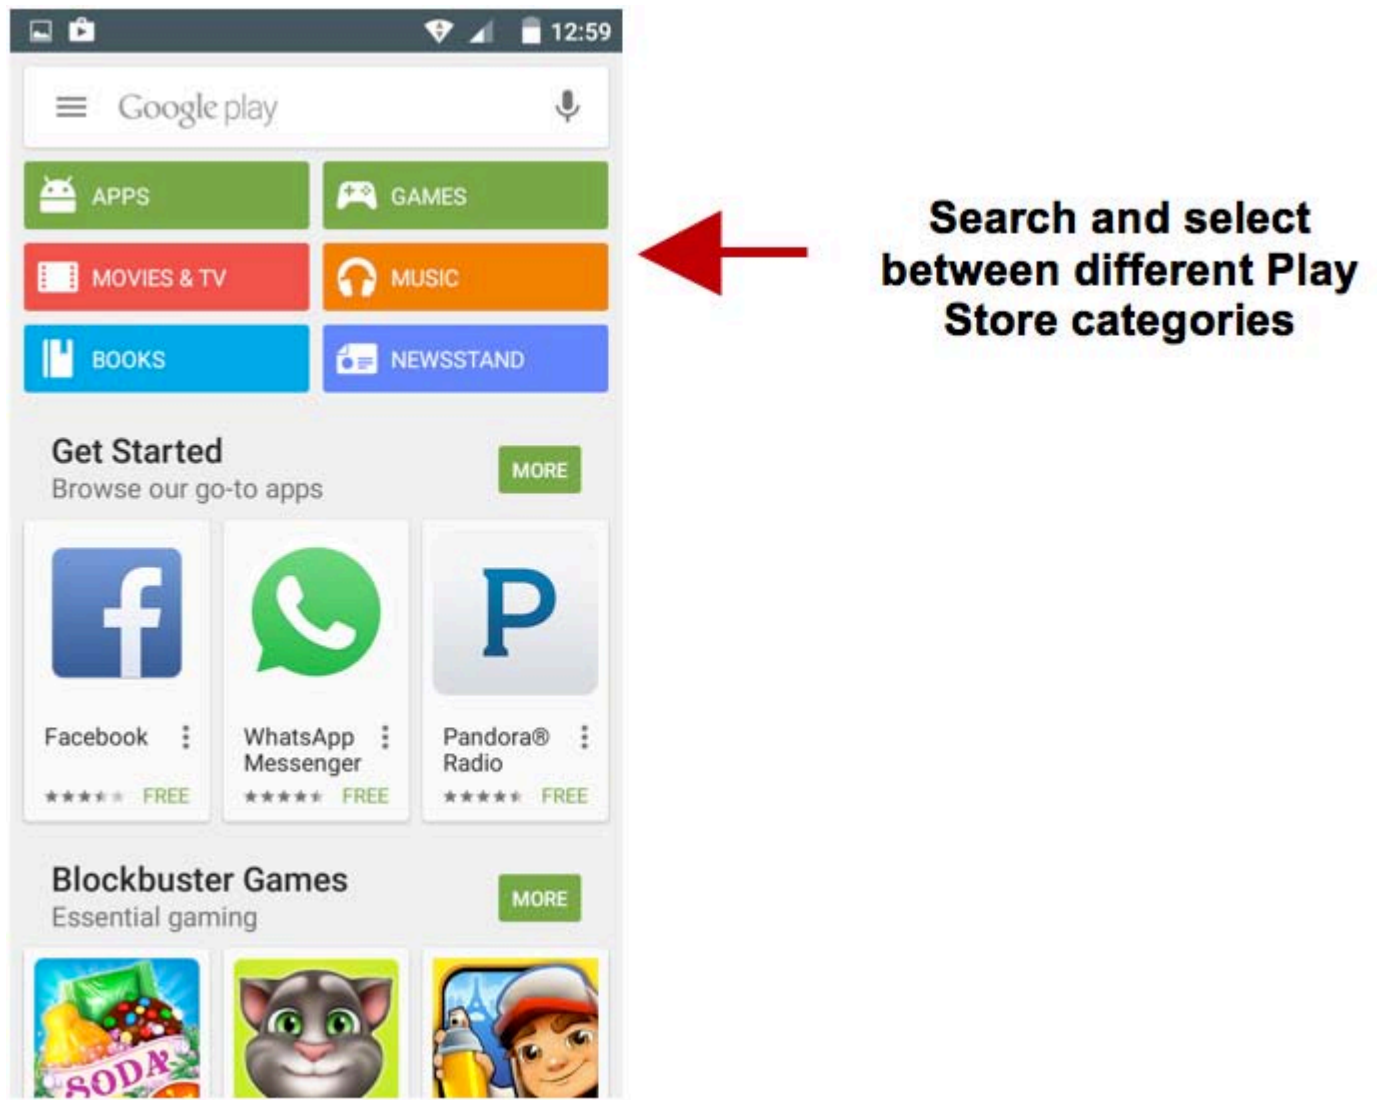 12:59
Google play
APPS
GAMES
MOVIES & TV
MUSIC
BOOKS
NEWSSTAND
Search and select
between different Play
Store categories
Get Started
MORE
Browse our go-to apps
f
P
Facebook
WhatsApp
Messenger
Pandora®
Radio
FREE
FREE
FREE
Blockbuster Games
MORE
Essential gaming
SODA